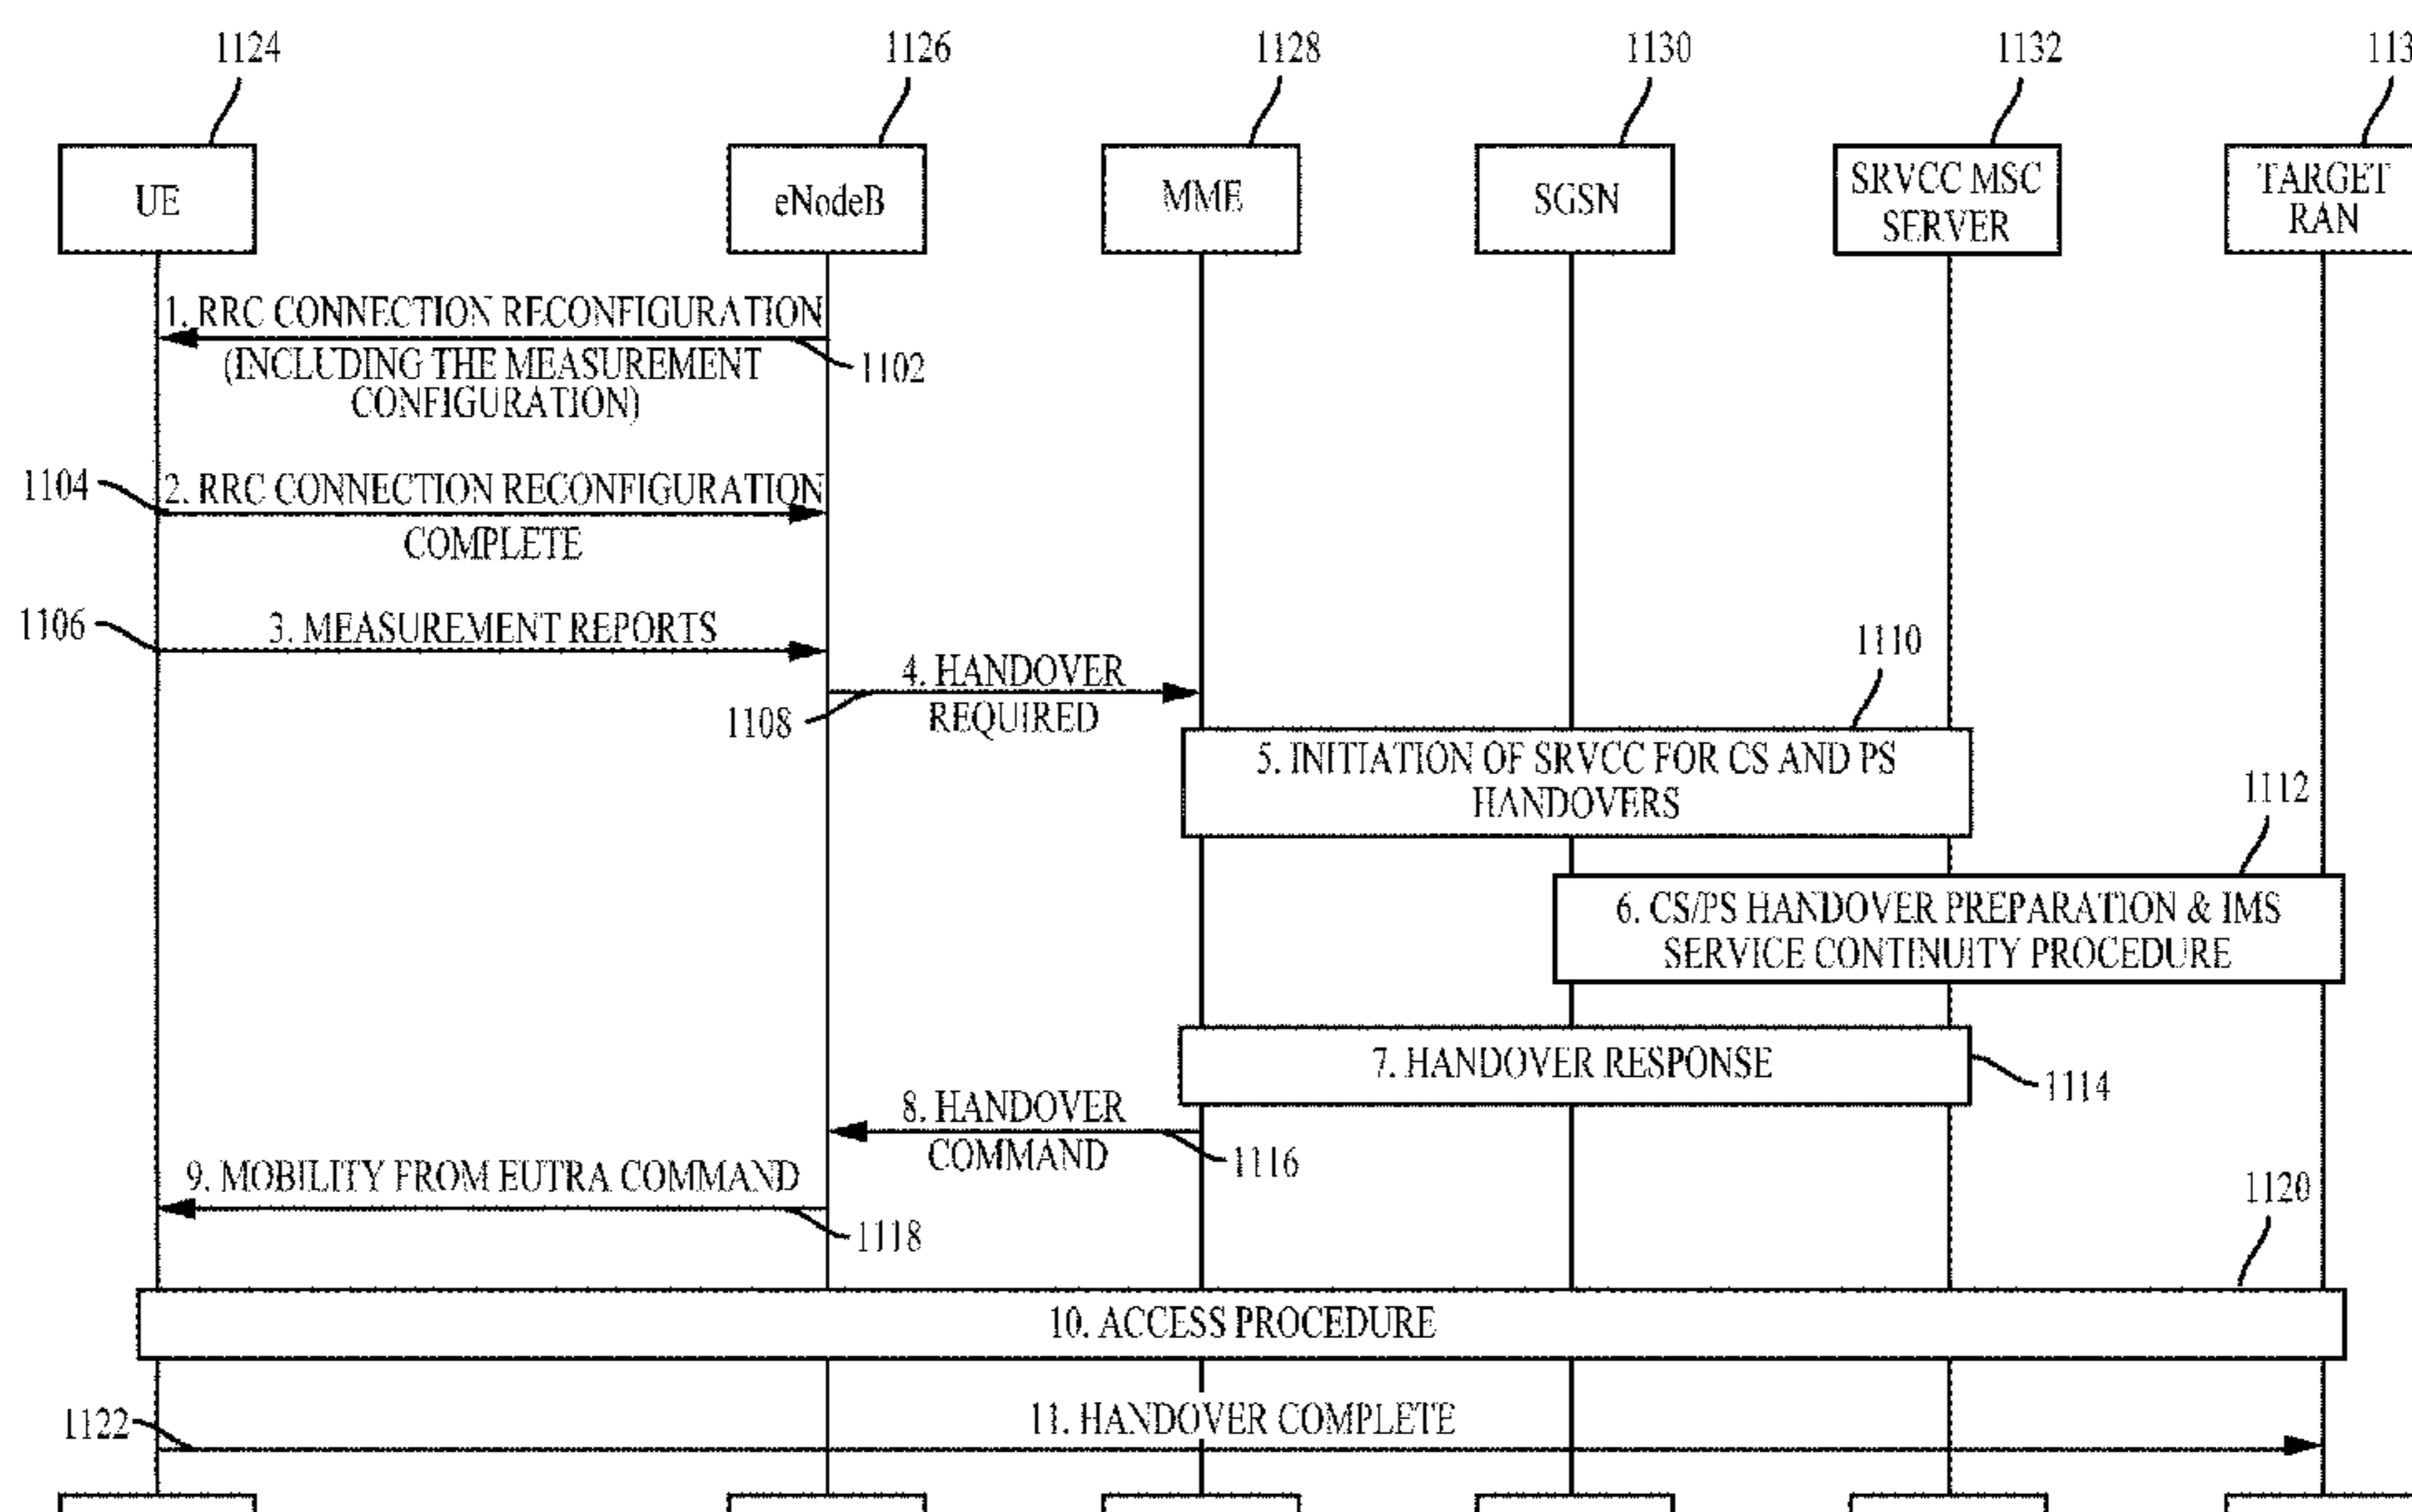 1124
1126
1128
1130
1132
113
UE
eNodeB
MME
SGSN
SRVCC MSC
SERVER
TARGET
RAN
1. RRC CONNECTION RECONFIGURATION
(INCLUDING THE MEASUREMENT
CONFIGURATION)
1102
1104
2. RRC CONNECTION RECONFIGURATION
COMPLETE
1106
3. MEASUREMENT REPORTS
4. HANDOVER
REQUIRED
1108
1110
5. INITIATION OF SRVCC FOR CS AND PS
HANDOVERS
1112
6. CS/PS HANDOVER PREPARATION & IMS
SERVICE CONTINUITY PROCEDURE
7. HANDOVER RESPONSE
1114
8. HANDOVER
COMMAND
1116
9. MOBILITY FROM EUTRA COMMAND
1118
1120
10. ACCESS PROCEDURE
1122
11. HANDOVER COMPLETE